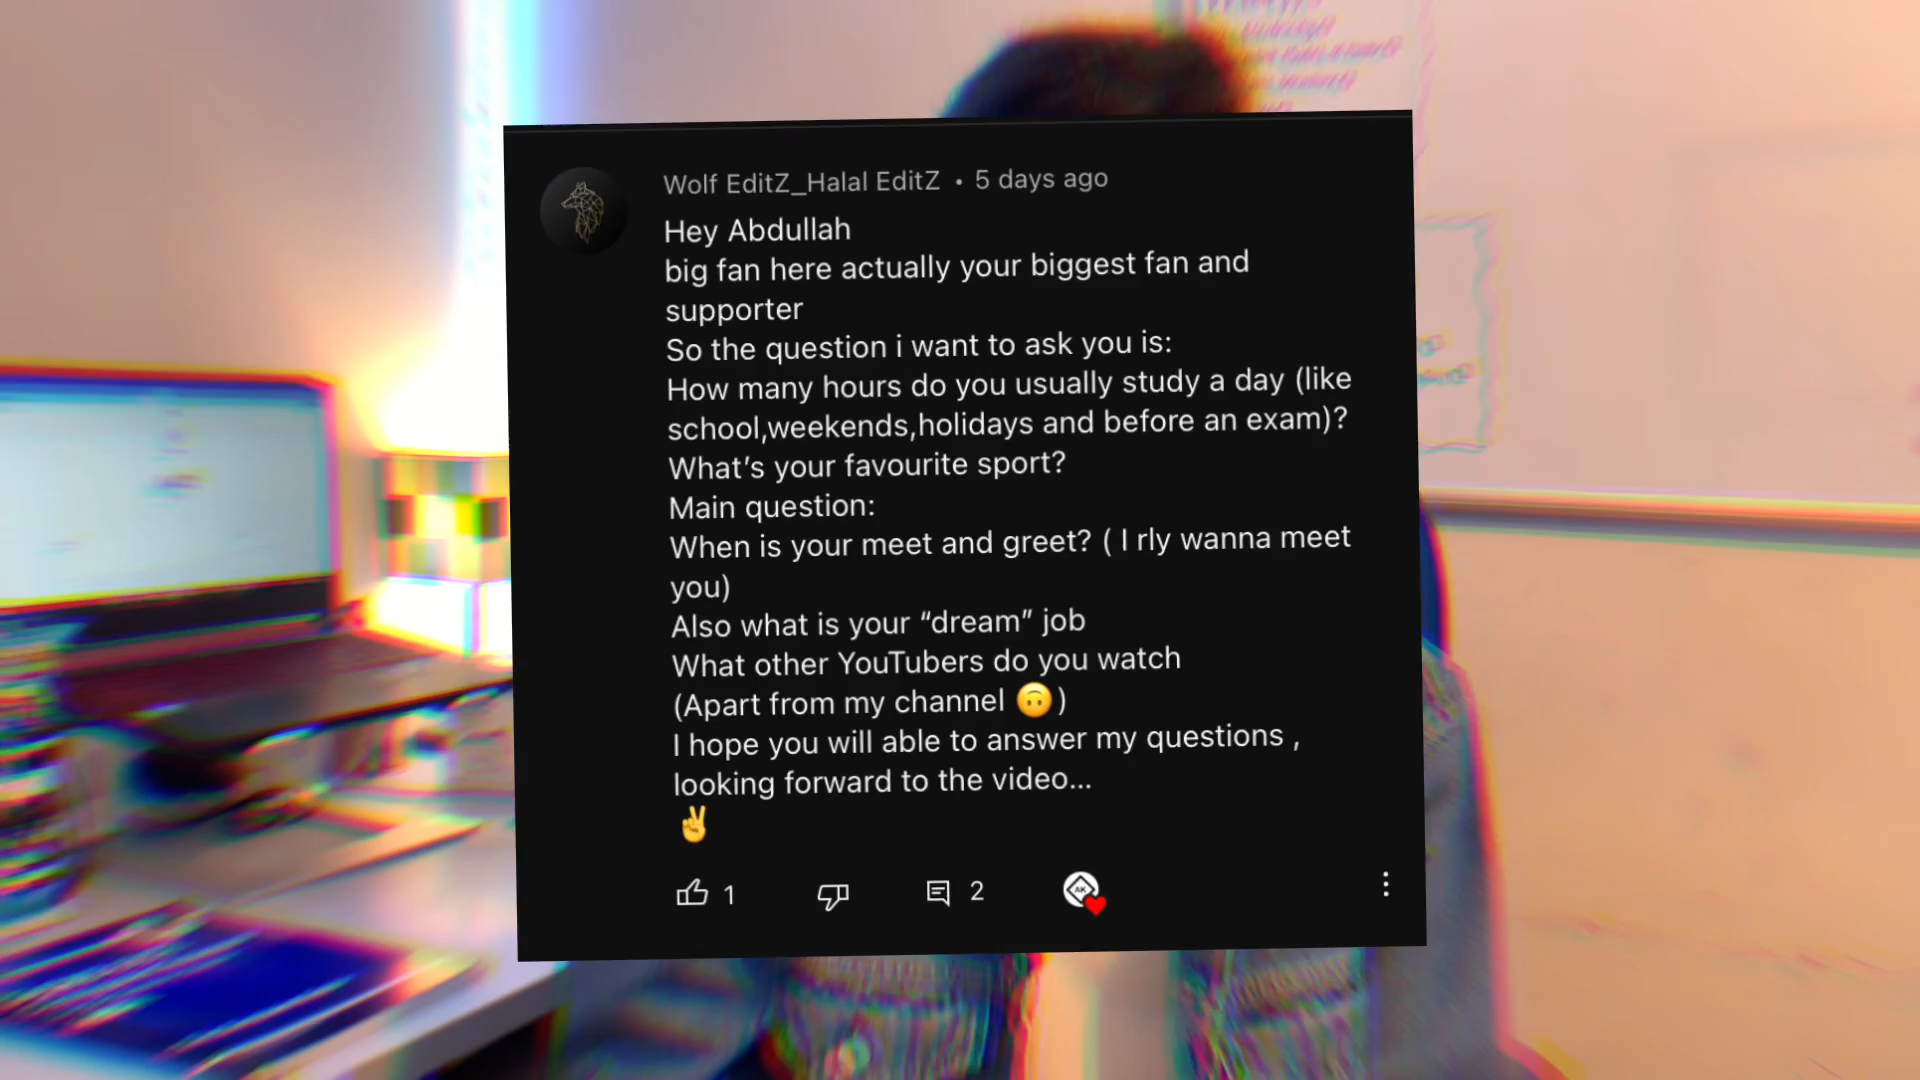 Wolf EditZ_Halal EditZ • 5 days ago
Hey Abdullah
big fan here actually your biggest fan and
supporter
So the question i want to ask you is:
How many hours do you usually study a day (like
school,weekends,holidays and before an exam)?
What's your favourite sport?
Main question:
When is your meet and greet? ( I rly wanna meet
you)
Also what is your “dream” job
What other YouTubers do you watch
(Apart from my channel 🙃 )
I hope you will able to answer my questions ,
looking forward to the video...
✌️
1
2
AK